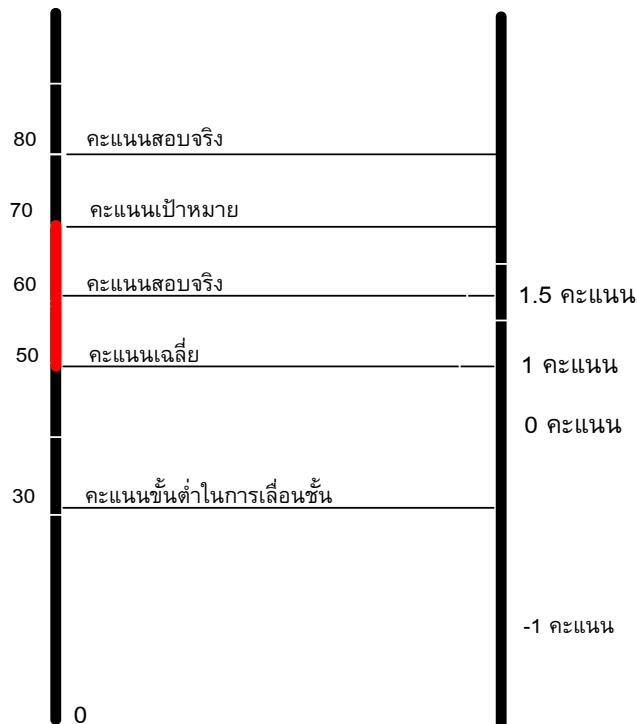 80 คะแนนสอบจริง
70 คะแนนเป้าหมาย
60 คะแนนสอบจริง 1.5 คะแนน
50 คะแนนเฉลี่ย 1 คะแนน
0 คะแนน
30 คะแนนขั้นต่ำในการเลื่อนชั้น
-1 คะแนน
0